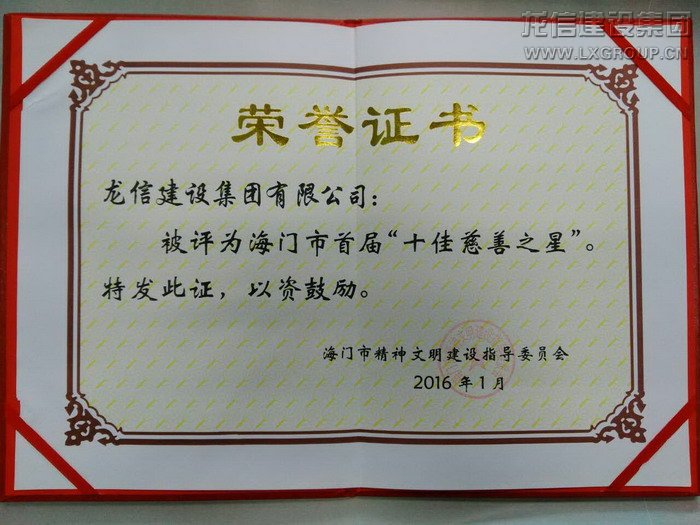 龙信建设集团
WWW.LXGROUP.CN
荣誉证书
龙信建设集团有限公司：
被评为海门市首届“十佳慈善之星”。
特发此证，以资鼓励。
海门市精神文明建设指导委员会
2016 年 1 月